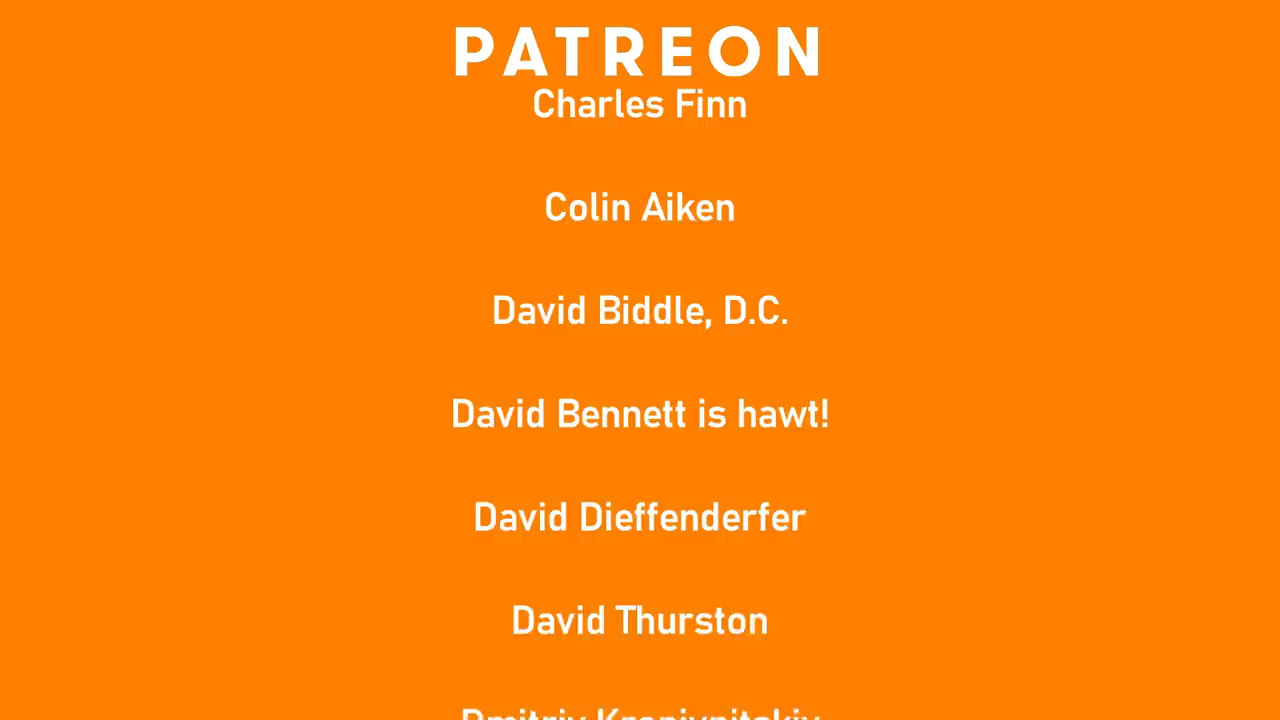 PATREON
Charles Finn
Colin Aiken
David Biddle, D.C.
David Bennett is hawt!
David Dieffenderfer
David Thurston